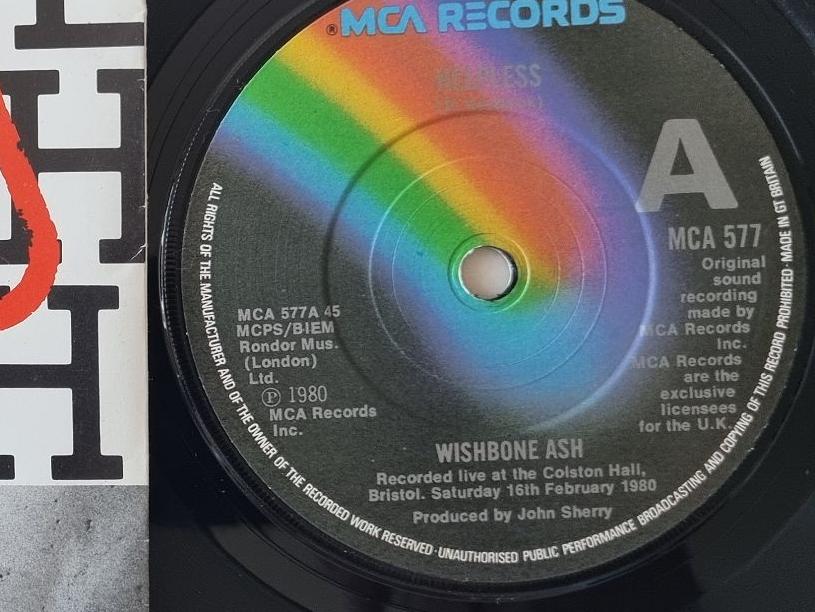 ® MCA RECORDS
HELPLESS
A
MCA 577
Original
sound
recording
made by
MCA Records
Inc.
MCA Records
are the
exclusive
licensees
for the U.K.
MCA 577A 45
MCPS/BIEM
Rondor Mus.
(London)
Ltd.
℗ 1980
MCA Records
Inc.
WISHBONE ASH
Recorded live at the Colston Hall,
Bristol. Saturday 16th February 1980
Produced by John Sherry
ALL RIGHTS OF THE MANUFACTURER AND OF THE OWNER OF THE RECORDED WORK RESERVED · UNAUTHORISED PUBLIC PERFORMANCE BROADCASTING AND COPYING OF THIS RECORD PROHIBITED · MADE IN GT BRITAIN